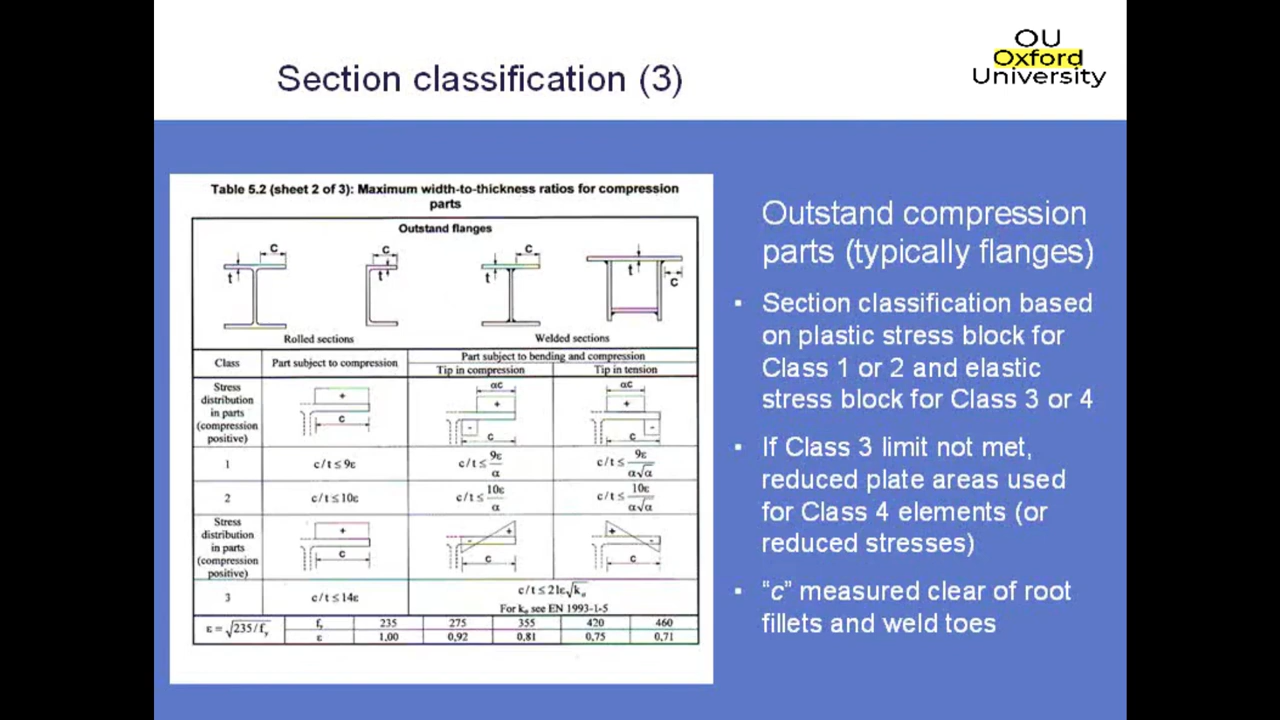 Section classification (3)
OU
Oxford
University
Table 5.2 (sheet 2 of 3): Maximum width-to-thickness ratios for compression
parts
Outstand flanges
c c c
t t t t c
Rolled sections Welded sections
Class Part subject to compression Part subject to bending and compression
Tip in compression Tip in tension
Stress
distribution
in parts
(compression
positive)
+ c αc + - c αc + - c
1 c/t≤9ε c/t≤ 9ε/α c/t≤ 9ε/α√α
2 c/t≤10ε c/t≤ 10ε/α c/t≤ 10ε/α√α
Stress
distribution
in parts
(compression
positive)
+ c + - c + - c
3 c/t≤14ε c/t≤21ε√kσ
For kσ see EN 1993-1-5
ε=√235/fy fy 235 275 355 420 460
ε 1,00 0,92 0,81 0,75 0,71
Outstand compression
parts (typically flanges)
▪ Section classification based
on plastic stress block for
Class 1 or 2 and elastic
stress block for Class 3 or 4
▪ If Class 3 limit not met,
reduced plate areas used
for Class 4 elements (or
reduced stresses)
▪ “c” measured clear of root
fillets and weld toes